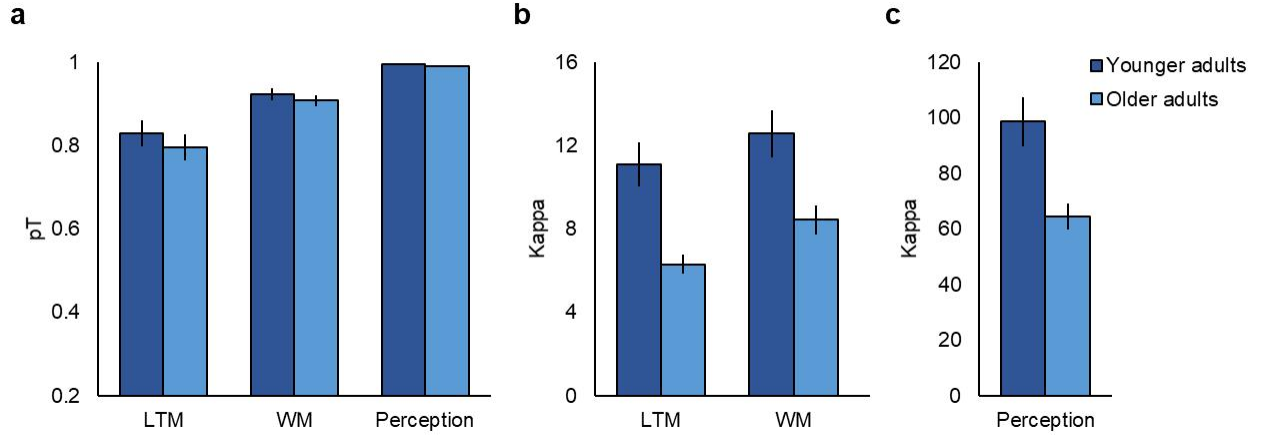 a
1
0.8
0.6
0.4
0.2
pT
LTM WM Perception
b
16
12
8
4
0
Kappa
LTM WM
c
120
100
80
60
40
20
0
Kappa
Perception
Younger adults
Older adults